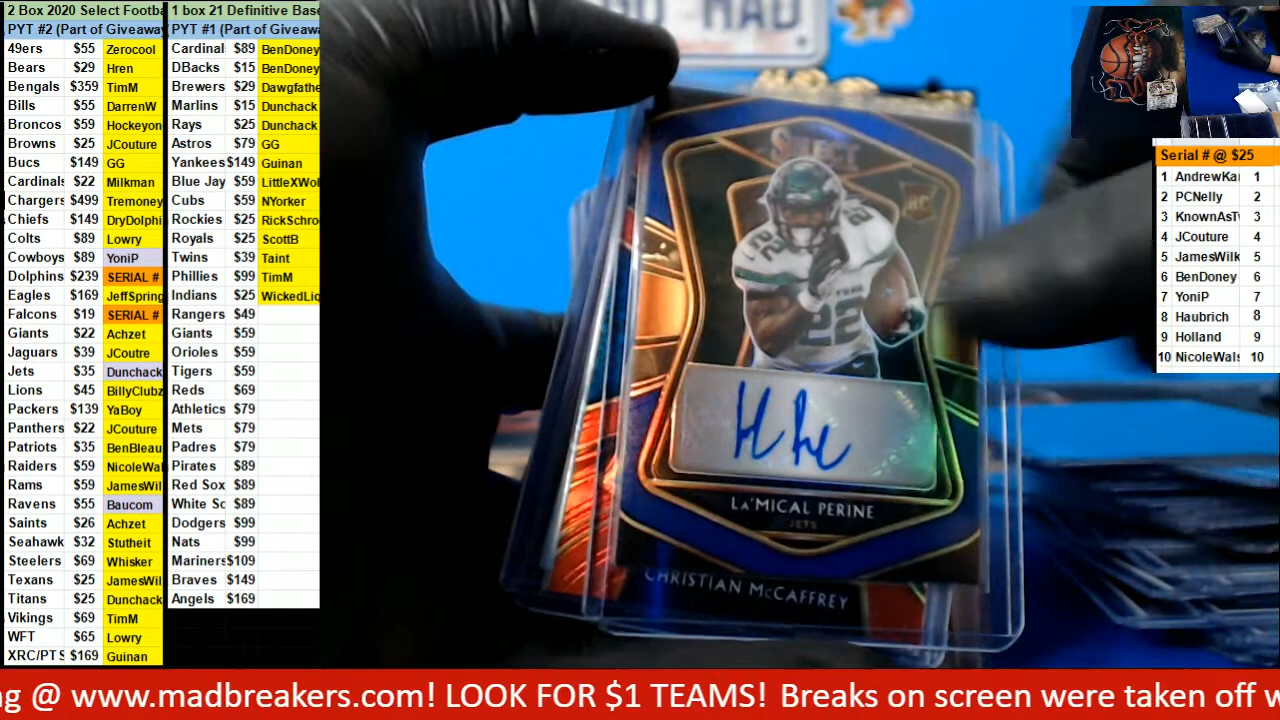 2 Box 2020 Select Footba
PYT #2 (Part of Giveaway
49ers $55 Zerocool
Bears $29 Hren
Bengals $359 TimM
Bills $55 DarrenW
Broncos $59 Hockeyon
Browns $25 JCouture
Bucs $149 GG
Cardinals $22 Milkman
Chargers $499 Tremoney
Chiefs $149 DryDolphi
Colts $89 Lowry
Cowboys $89 YoniP
Dolphins $239 SERIAL #
Eagles $169 JeffSpring
Falcons $19 SERIAL #
Giants $22 Achzet
Jaguars $39 JCoutre
Jets $35 Dunchack
Lions $45 BillyClubz
Packers $139 YaBoy
Panthers $22 JCouture
Patriots $35 BenBleau
Raiders $59 NicoleWal
Rams $59 JamesWil
Ravens $55 Baucom
Saints $26 Achzet
Seahawk $32 Stutheit
Steelers $69 Whisker
Texans $25 JamesWil
Titans $25 Dunchack
Vikings $69 TimM
WFT $65 Lowry
XRC/PTS $169 Guinan
1 box 21 Definitive Base
PYT #1 (Part of Giveawa
Cardinal $89 BenDoney
DBacks $15 BenDoney
Brewers $29 Dawgfathe
Marlins $15 Dunchack
Rays $25 Dunchack
Astros $79 GG
Yankees $149 Guinan
Blue Jay $59 LittleXWol
Cubs $59 NYorker
Rockies $25 RickSchro
Royals $25 ScottB
Twins $39 Taint
Phillies $99 TimM
Indians $25 WickedLiq
Rangers $49
Giants $59
Orioles $59
Tigers $59
Reds $69
Athletics $79
Mets $79
Padres $79
Pirates $89
Red Sox $89
White Sc $89
Dodgers $99
Nats $99
Mariners $109
Braves $149
Angels $169
MAD
SELECT
RC
22
22
LA'MICAL PERINE
JETS
CHRISTIAN MCCAFFREY
Serial # @ $25
1 AndrewKai 1
2 PCNelly 2
3 KnownAsT 3
4 JCouture 4
5 JamesWilk 5
6 BenDoney 6
7 YoniP 7
8 Haubrich 8
9 Holland 9
10 NicoleWals 10
g @ www.madbreakers.com! LOOK FOR $1 TEAMS! Breaks on screen were taken off w